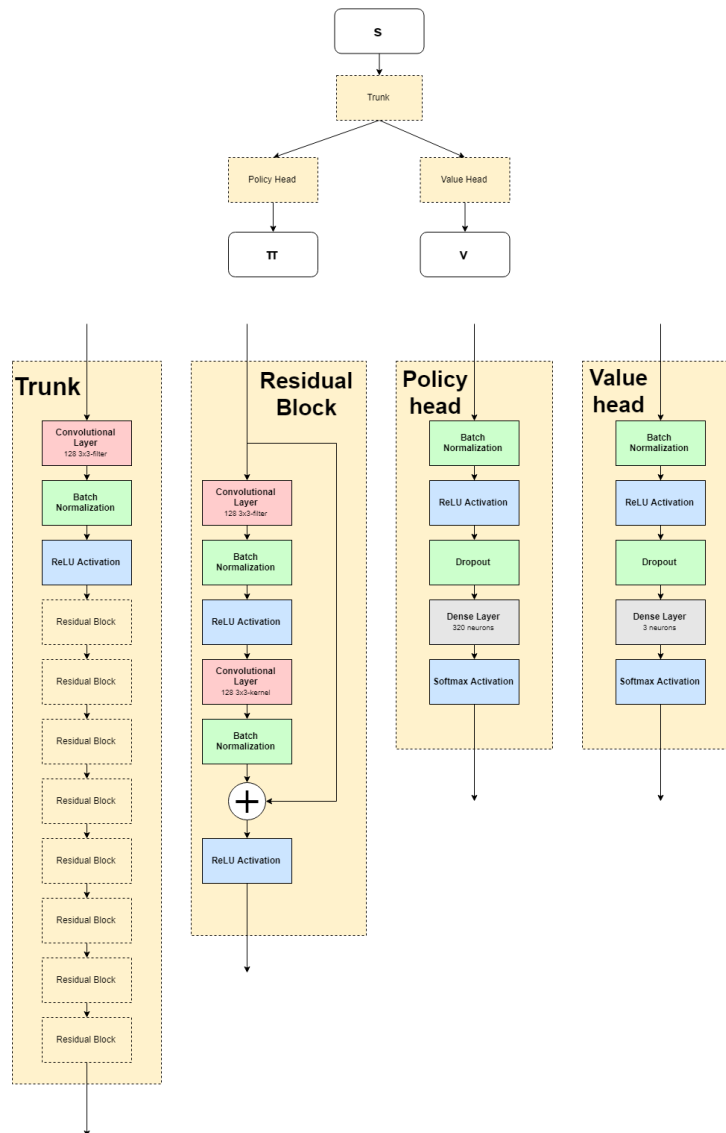 s
Trunk
Policy Head
Value Head
π
v
Trunk
Convolutional
Layer
128 3x3-filter
Batch
Normalization
ReLU Activation
Residual Block
Residual Block
Residual Block
Residual Block
Residual Block
Residual Block
Residual Block
Residual Block
Residual
Block
Convolutional
Layer
128 3x3-filter
Batch
Normalization
ReLU Activation
Convolutional
Layer
128 3x3-kernel
Batch
Normalization
+
ReLU Activation
Policy
head
Batch
Normalization
ReLU Activation
Dropout
Dense Layer
320 neurons
Softmax Activation
Value
head
Batch
Normalization
ReLU Activation
Dropout
Dense Layer
3 neurons
Softmax Activation